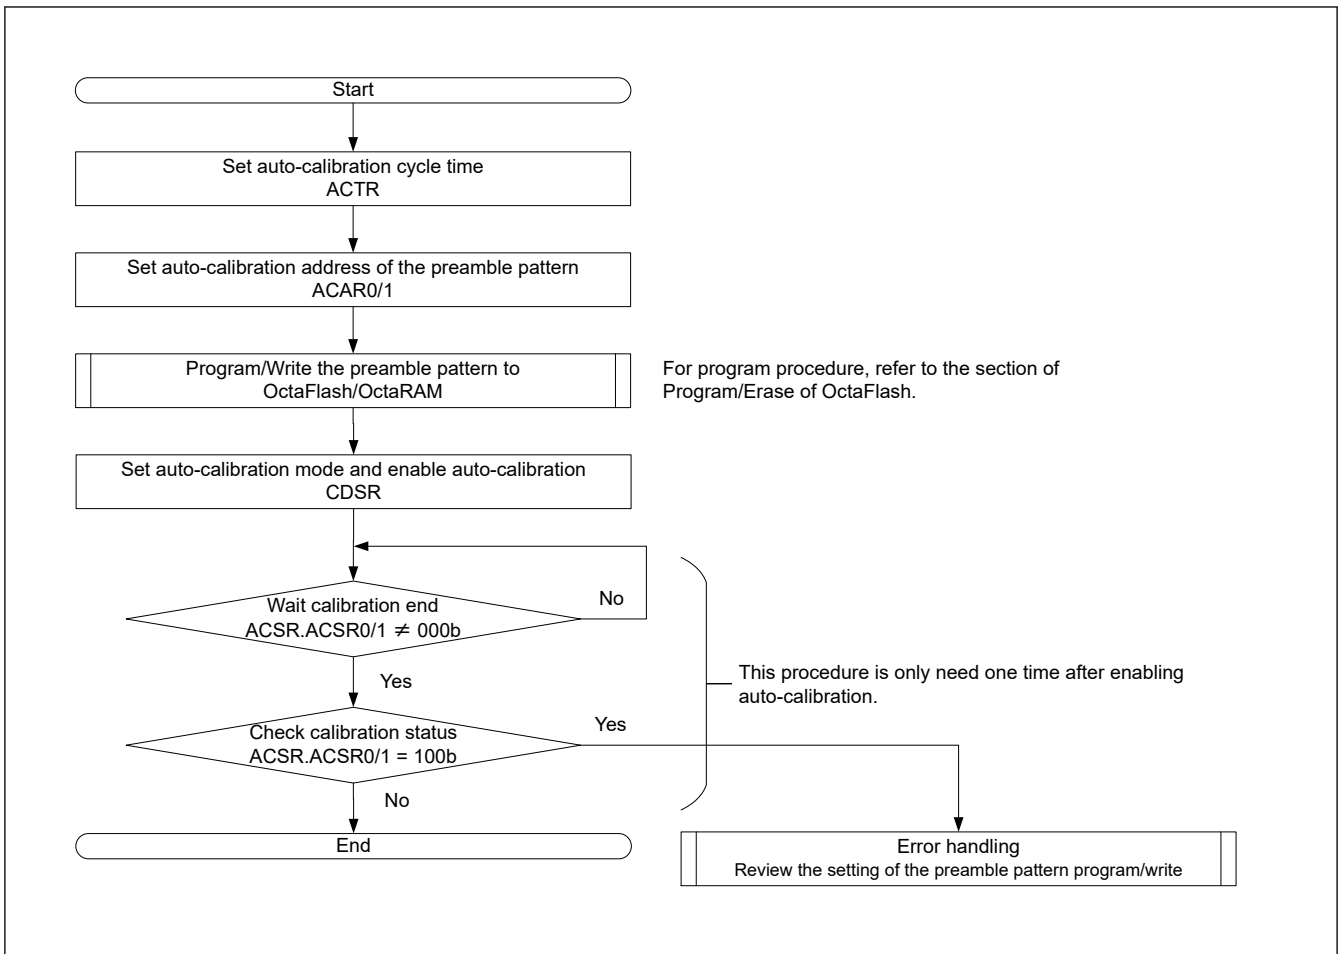 Start
Set auto-calibration cycle time
ACTR
Set auto-calibration address of the preamble pattern
ACAR0/1
Program/Write the preamble pattern to
OctaFlash/OctaRAM
For program procedure, refer to the section of
Program/Erase of OctaFlash.
Set auto-calibration mode and enable auto-calibration
CDSR
Wait calibration end
ACSR.ACSR0/1 ≠ 000b
No
Yes
This procedure is only need one time after enabling
auto-calibration.
Check calibration status
ACSR.ACSR0/1 = 100b
Yes
No
End
Error handling
Review the setting of the preamble pattern program/write